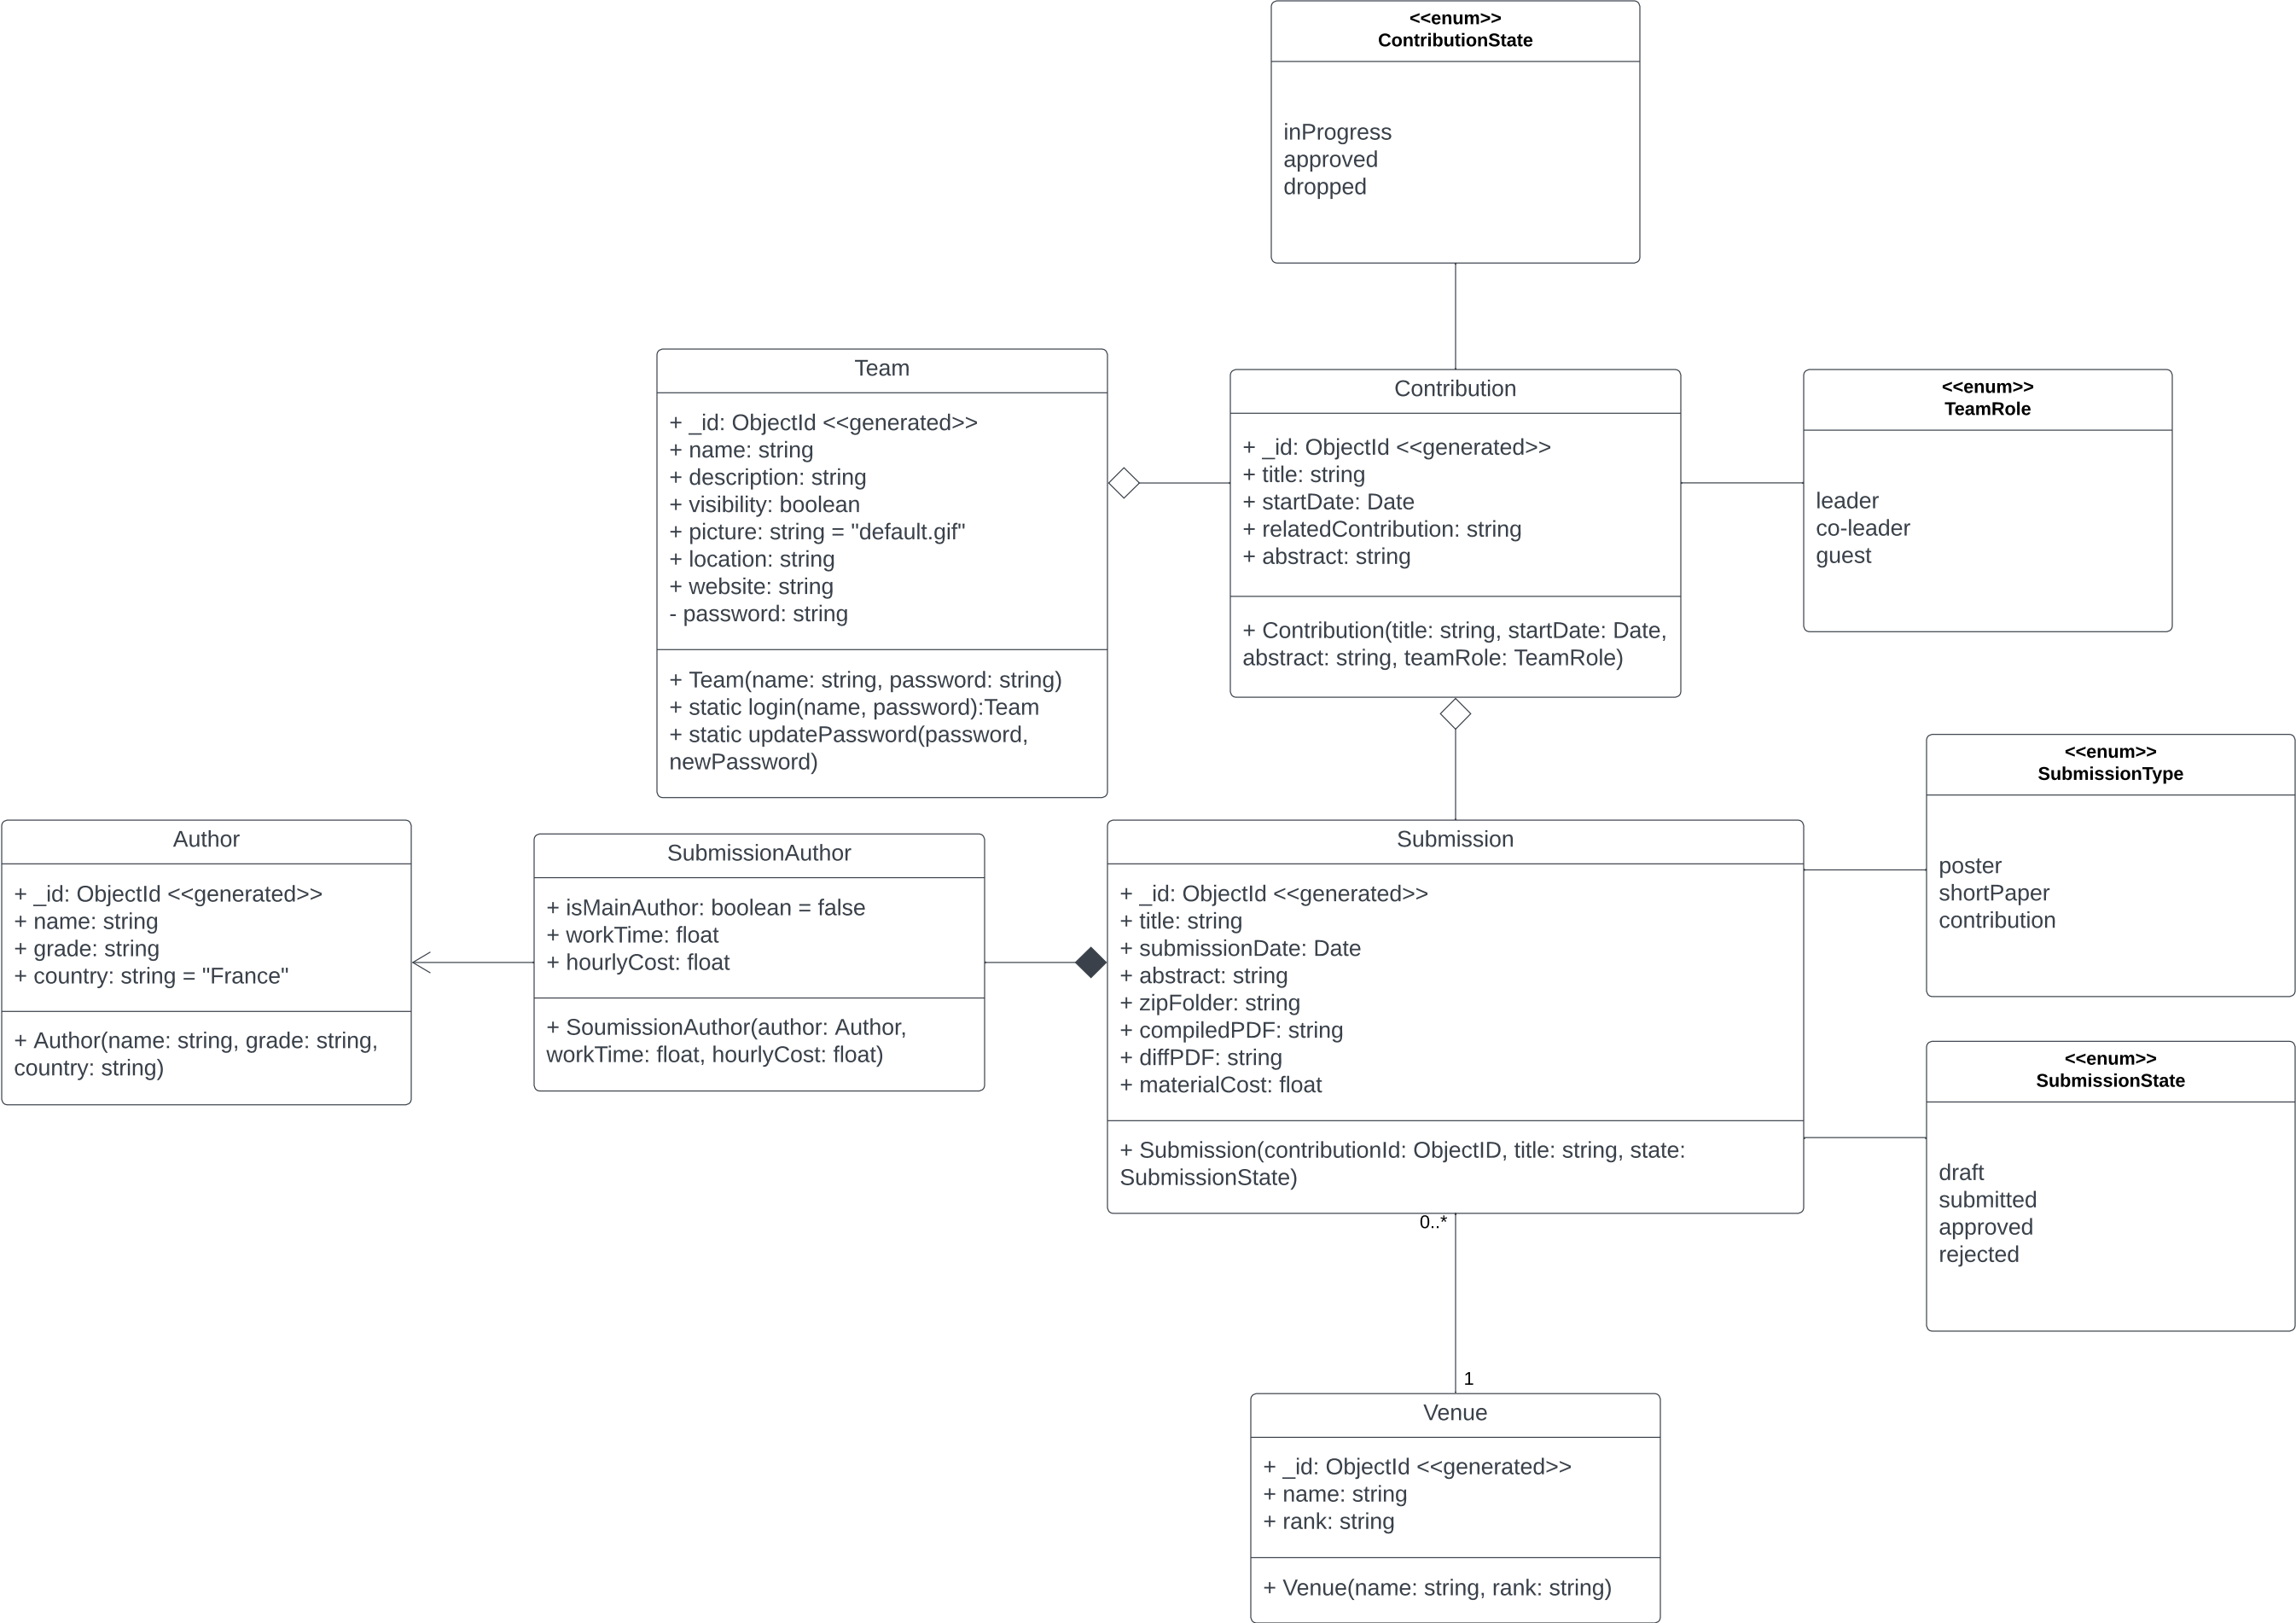 <<enum>>
ContributionState
inProgress
approved
dropped
Team
+ _id: ObjectId <<generated>>
+ name: string
+ description: string
+ visibility: boolean
+ picture: string = "default.gif"
+ location: string
+ website: string
- password: string
+ Team(name: string, password: string)
+ static login(name, password):Team
+ static updatePassword(password,
newPassword)
Contribution
+ _id: ObjectId <<generated>>
+ title: string
+ startDate: Date
+ relatedContribution: string
+ abstract: string
+ Contribution(title: string, startDate: Date,
abstract: string, teamRole: TeamRole)
<<enum>>
TeamRole
leader
co-leader
guest
Author
+ _id: ObjectId <<generated>>
+ name: string
+ grade: string
+ country: string = "France"
+ Author(name: string, grade: string,
country: string)
SubmissionAuthor
+ isMainAuthor: boolean = false
+ workTime: float
+ hourlyCost: float
+ SoumissionAuthor(author: Author,
workTime: float, hourlyCost: float)
Submission
+ _id: ObjectId <<generated>>
+ title: string
+ submissionDate: Date
+ abstract: string
+ zipFolder: string
+ compiledPDF: string
+ diffPDF: string
+ materialCost: float
+ Submission(contributionId: ObjectID, title: string, state:
SubmissionState)
<<enum>>
SubmissionType
poster
shortPaper
contribution
<<enum>>
SubmissionState
draft
submitted
approved
rejected
0..*
1
Venue
+ _id: ObjectId <<generated>>
+ name: string
+ rank: string
+ Venue(name: string, rank: string)